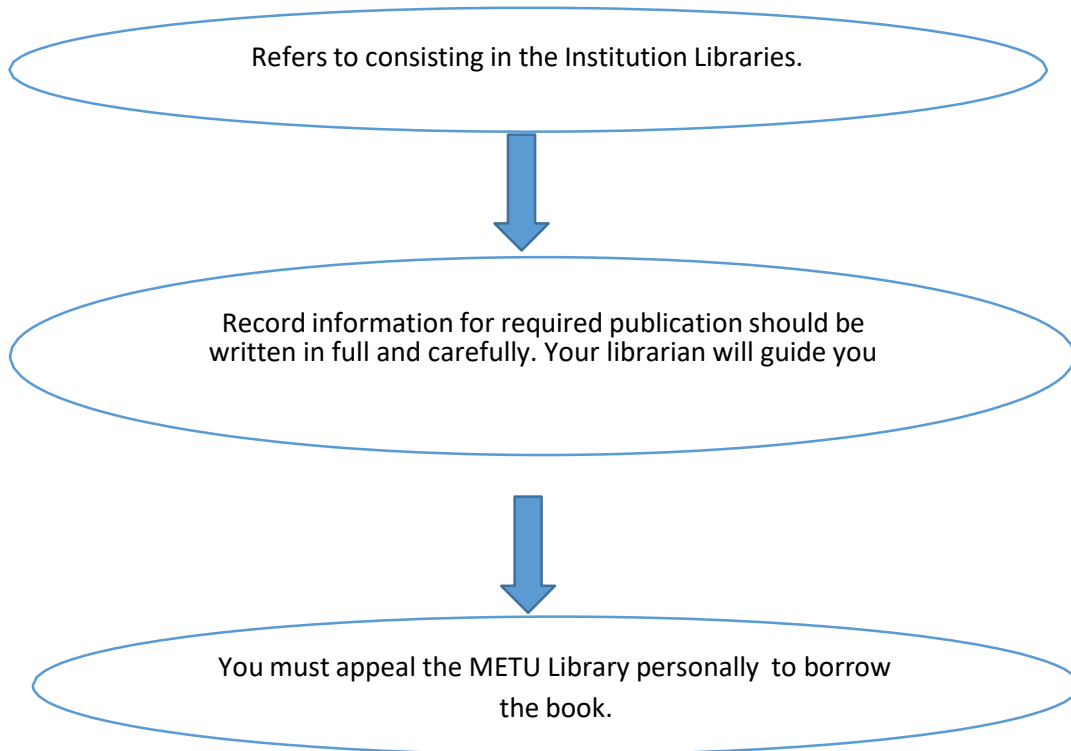 Refers to consisting in the Institution Libraries.
Record information for required publication should be
written in full and carefully. Your librarian will guide you
You must appeal the METU Library personally to borrow
the book.